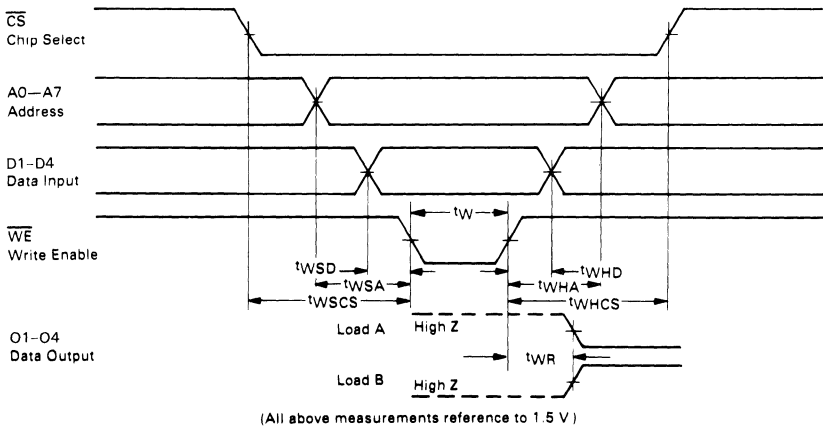 CS
Chip Select
A0—A7
Address
D1-D4
Data Input
tW
WE
Write Enable
tWSD
tWHD
tWSA
tWHA
tWSCS
tWHCS
O1-O4
Data Output
Load A
High Z
tWR
Load B
High Z
(All above measurements reference to 1.5 V)